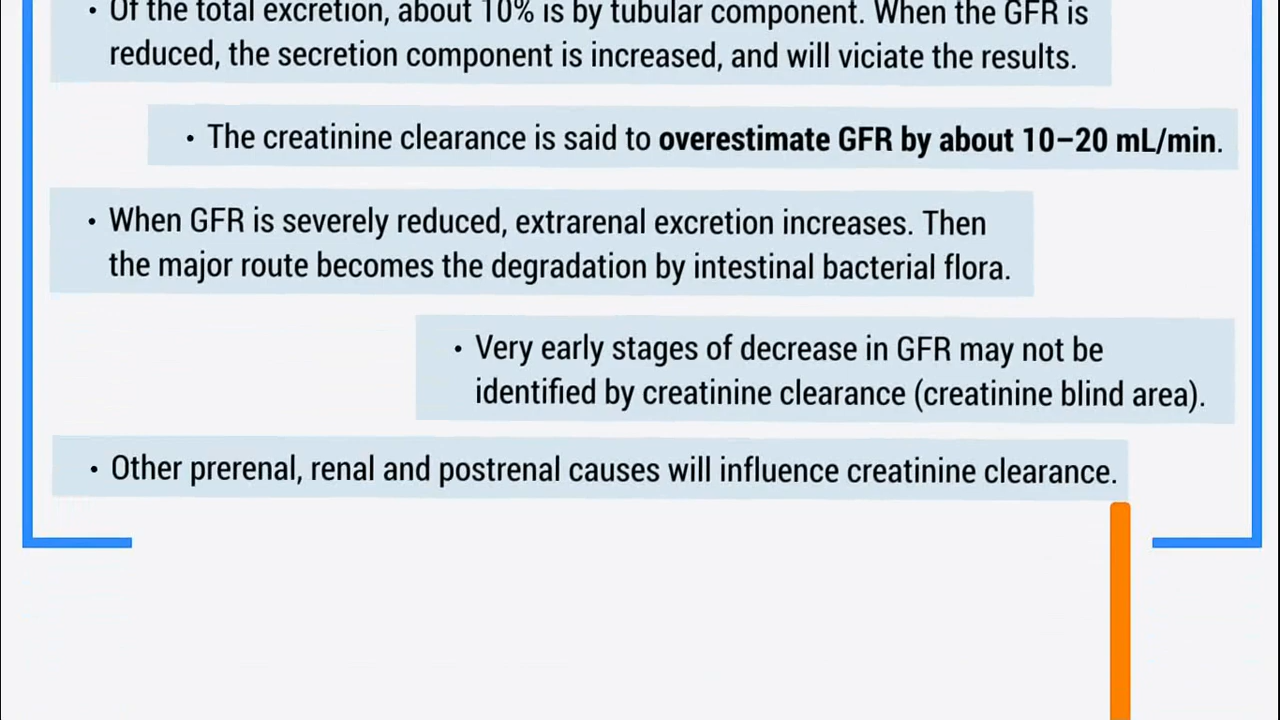 • Of the total excretion, about 10% is by tubular component. When the GFR is
reduced, the secretion component is increased, and will viciate the results.
• The creatinine clearance is said to overestimate GFR by about 10–20 mL/min.
• When GFR is severely reduced, extrarenal excretion increases. Then
the major route becomes the degradation by intestinal bacterial flora.
• Very early stages of decrease in GFR may not be
identified by creatinine clearance (creatinine blind area).
• Other prerenal, renal and postrenal causes will influence creatinine clearance.